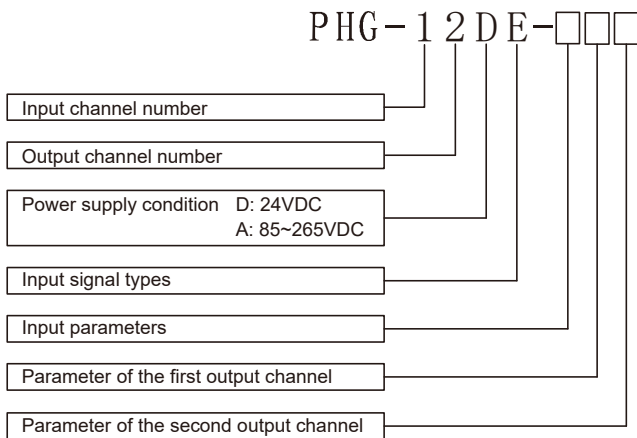 PHG-12DE-□□□
Input channel number
Output channel number
Power supply condition D: 24VDC
A: 85~265VDC
Input signal types
Input parameters
Parameter of the first output channel
Parameter of the second output channel